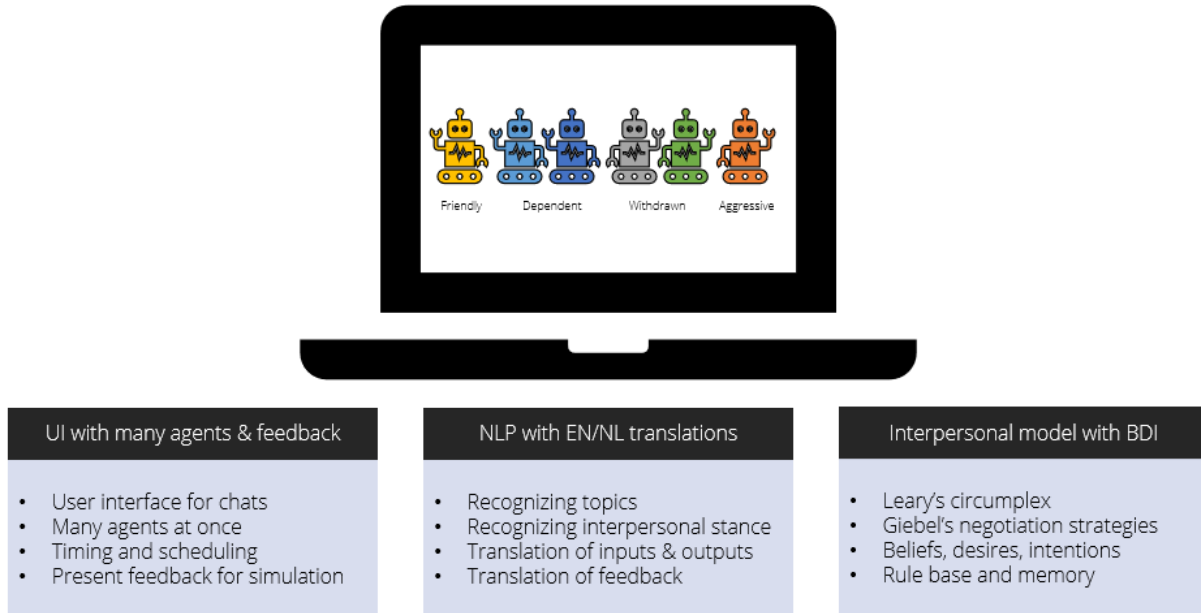 Friendly
Dependent
Withdrawn
Aggressive
UI with many agents & feedback
• User interface for chats
• Many agents at once
• Timing and scheduling
• Present feedback for simulation
NLP with EN/NL translations
• Recognizing topics
• Recognizing interpersonal stance
• Translation of inputs & outputs
• Translation of feedback
Interpersonal model with BDI
• Leary's circumplex
• Giebel's negotiation strategies
• Beliefs, desires, intentions
• Rule base and memory